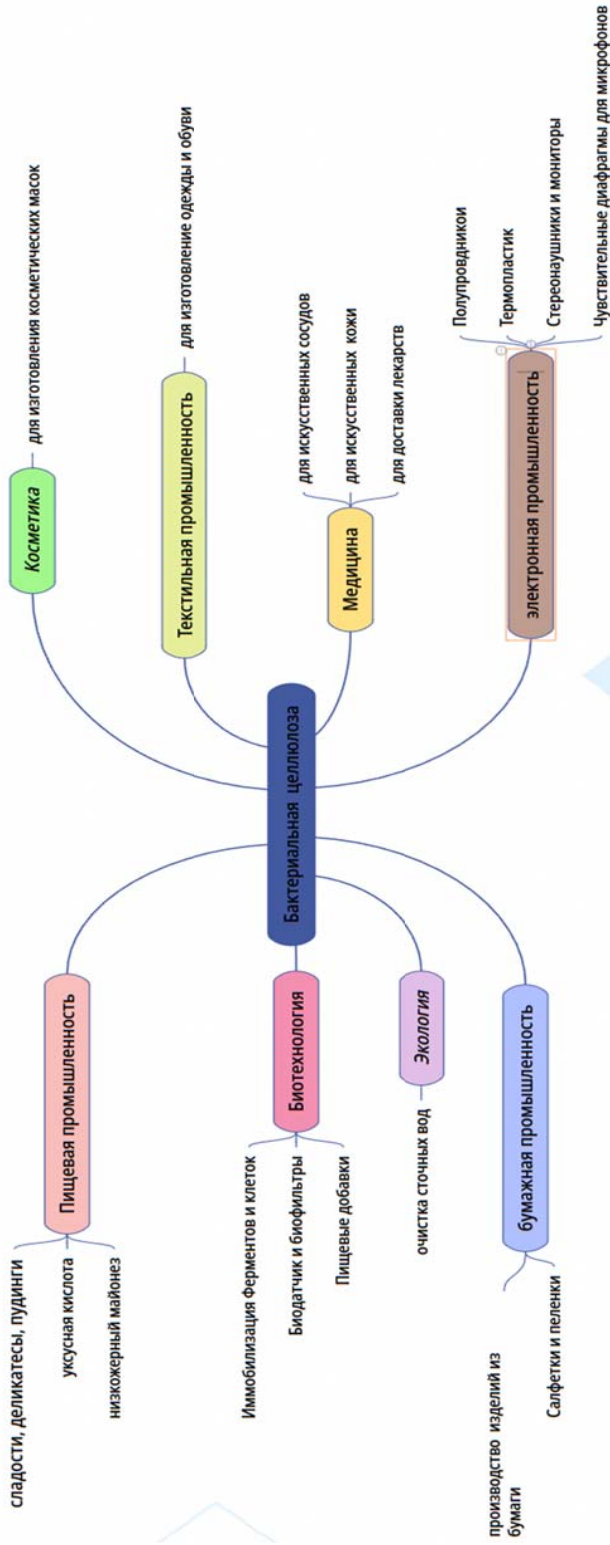 Бактериальная целлюлоза
Пищевая промышленность
сладости, деликатесы, пудинги
уксусная кислота
низкожерный майонез
Биотехнология
Иммобилизация Ферментов и клеток
Биодатчик и биофильтры
Пищевые добавки
Экология
очистка сточных вод
бумажная промышленность
производство изделий из
бумаги
Салфетки и пеленки
Косметика
для изготовления косметических масок
Текстильная промышленность
для изготовление одежды и обуви
Медицина
для искусственных сосудов
для искусственных кожи
для доставки лекарств
электронная промышленность
Полупровдникои
Термопластик
Стереонаушники и мониторы
Чувствительные диафрагмы для микрофонов